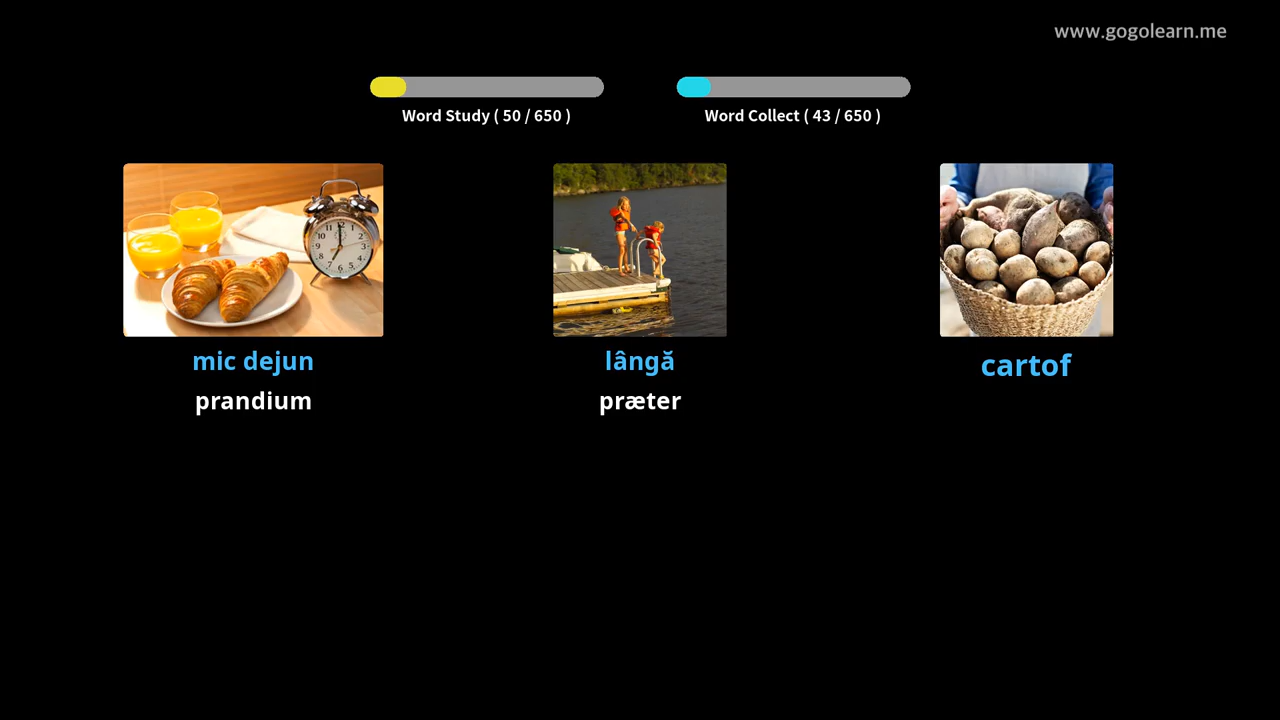 www.gogolearn.me
Word Study ( 50 / 650 )
Word Collect ( 43 / 650 )
mic dejun
prandium
lângă
præter
cartof